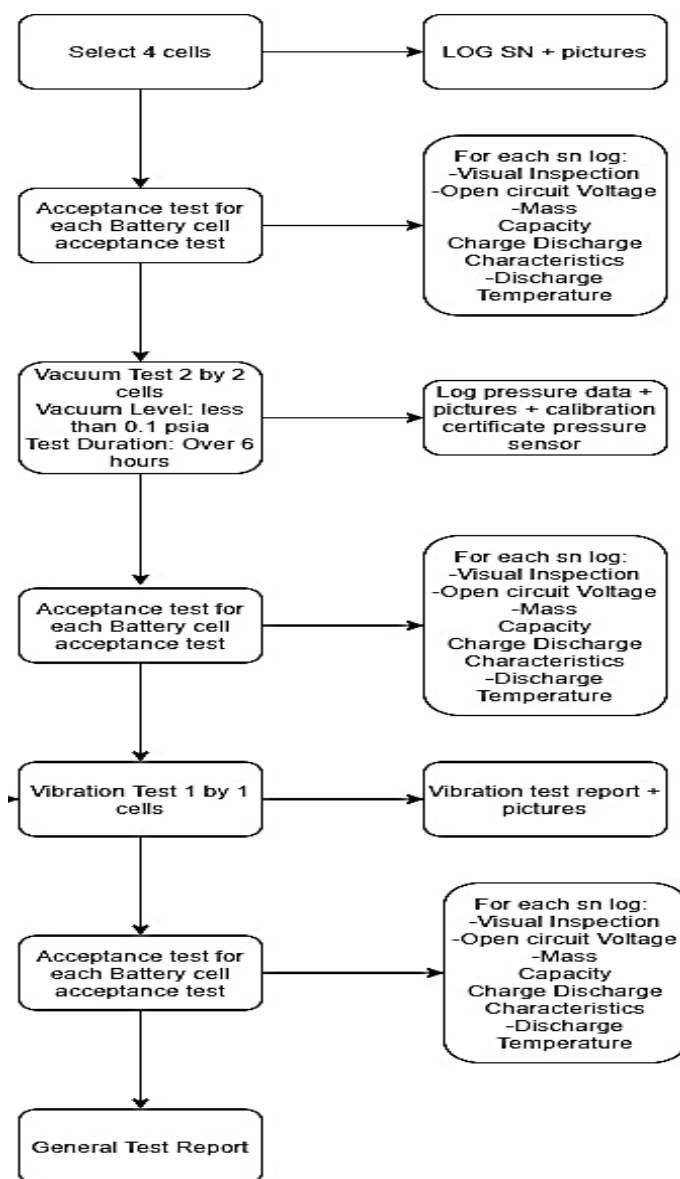 Select 4 cells
LOG SN + pictures
Acceptance test for
each Battery cell
acceptance test
For each sn log:
-Visual Inspection
-Open circuit Voltage
-Mass
Capacity
Charge Discharge
Characteristics
-Discharge
Temperature
Vacuum Test 2 by 2
cells
Vacuum Level: less
than 0.1 psia
Test Duration: Over 6
hours
Log pressure data +
pictures + calibration
certificate pressure
sensor
Acceptance test for
each Battery cell
acceptance test
For each sn log:
-Visual Inspection
-Open circuit Voltage
-Mass
Capacity
Charge Discharge
Characteristics
-Discharge
Temperature
Vibration Test 1 by 1
cells
Vibration test report +
pictures
Acceptance test for
each Battery cell
acceptance test
For each sn log:
-Visual Inspection
-Open circuit Voltage
-Mass
Capacity
Charge Discharge
Characteristics
-Discharge
Temperature
General Test Report